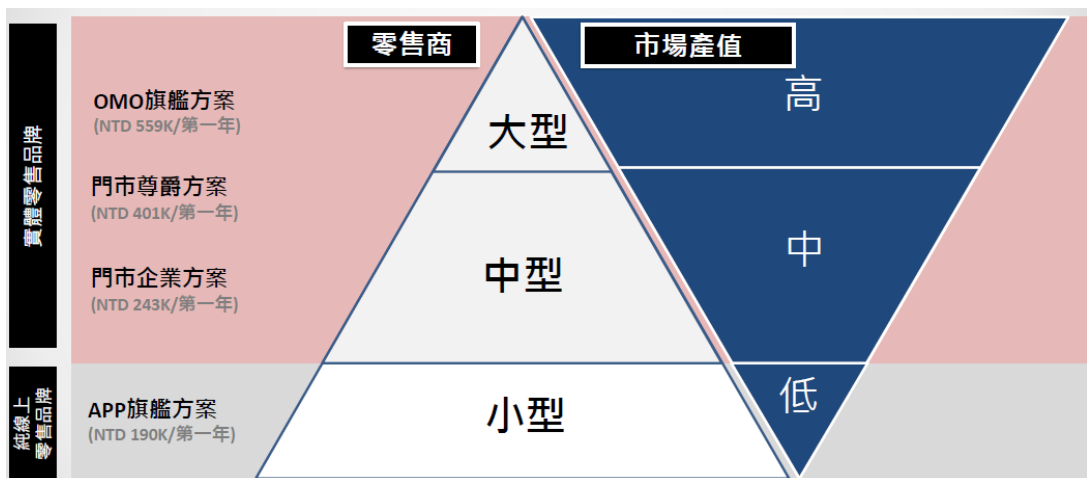 零售商
市場產值
實體零售品牌
OMO旗艦方案
(NTD 559K/第一年)
大型
高
門市尊爵方案
(NTD 401K/第一年)
門市企業方案
(NTD 243K/第一年)
中型
中
純線上
零售品牌
APP旗艦方案
(NTD 190K/第一年)
小型
低